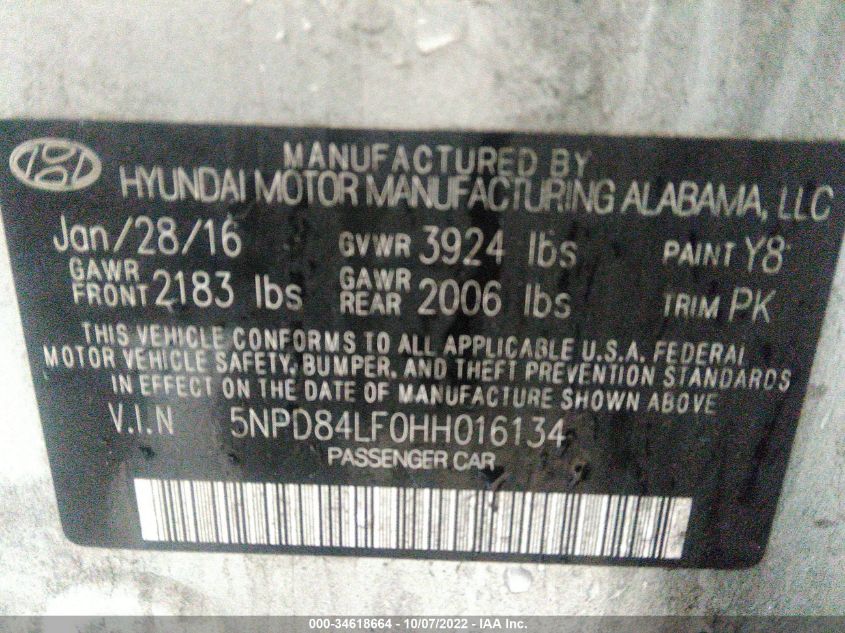 MANUFACTURED BY
HYUNDAI MOTOR MANUFACTURING ALABAMA, LLC
Jan/28/16 GVWR 3924 lbs PAINT Y8
GAWR FRONT 2183 lbs GAWR REAR 2006 lbs TRIM PK
THIS VEHICLE CONFORMS TO ALL APPLICABLE U.S.A. FEDERAL
MOTOR VEHICLE SAFETY, BUMPER, AND THEFT PREVENTION STANDARDS
IN EFFECT ON THE DATE OF MANUFACTURE SHOWN ABOVE
V.I.N 5NPD84LF0HH016134
PASSENGER CAR
000-34618664 - 10/07/2022 - IAA Inc.